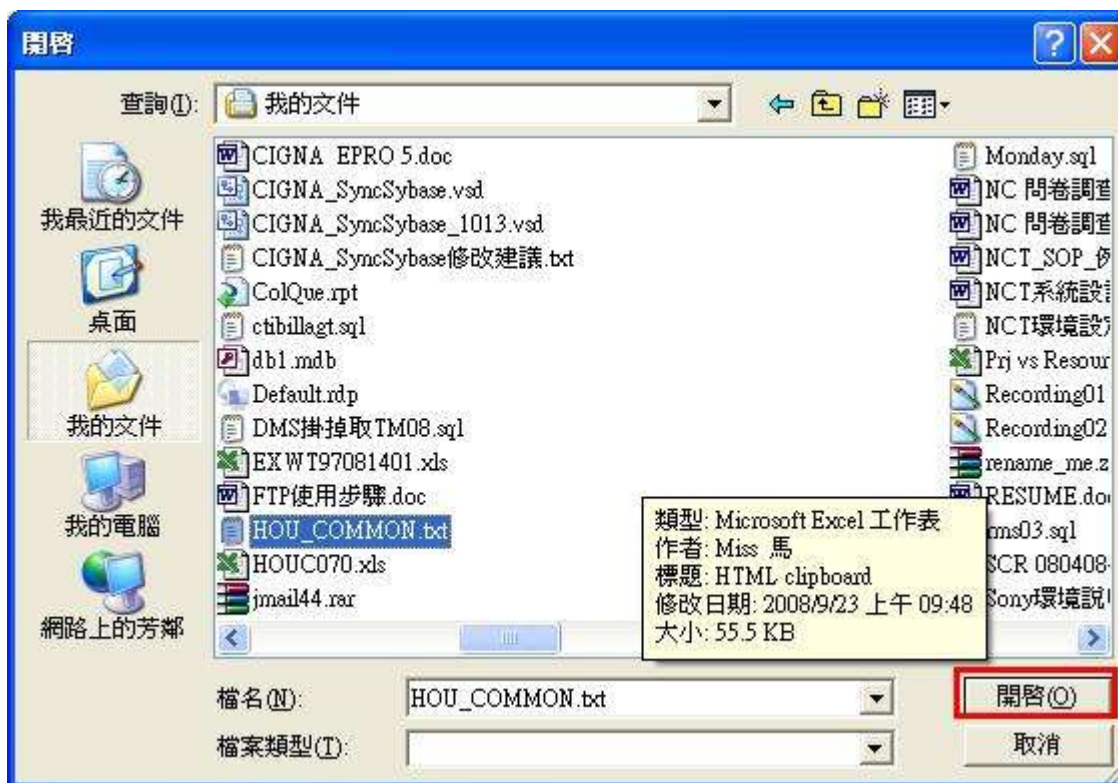 開啟
查詢(I):
我的文件
我最近的文件
桌面
我的文件
我的電腦
網路上的芳鄰
CIGNA EPRO 5.doc
CIGNA_SyncSybase.vsd
CIGNA_SyncSybase_1013.vsd
CIGNA_SyncSybase修改建議.txt
ColQue.rpt
ctibillagt.sql
db1.mdb
Default.rdp
DMS掛掉取TM08.sql
EXWT97081401.xls
FTP使用步驟.doc
HOU_COMMON.txt
HOUC070.xls
jmail44.rar
Monday.sql
NC 問卷調查
NC 問卷調查
NCT_SOP_
NCT系統設
NCT環境設
Prj vs Resour
Recording01
Recording02
rename_me.z
RESUME.do
ms03.sql
SCR 080408-
Sony環境說
類型: Microsoft Excel 工作表
作者: Miss 馬
標題: HTML clipboard
修改日期: 2008/9/23 上午 09:48
大小: 55.5 KB
檔名(N):
HOU_COMMON.txt
開啟(O)
檔案類型(T):
取消